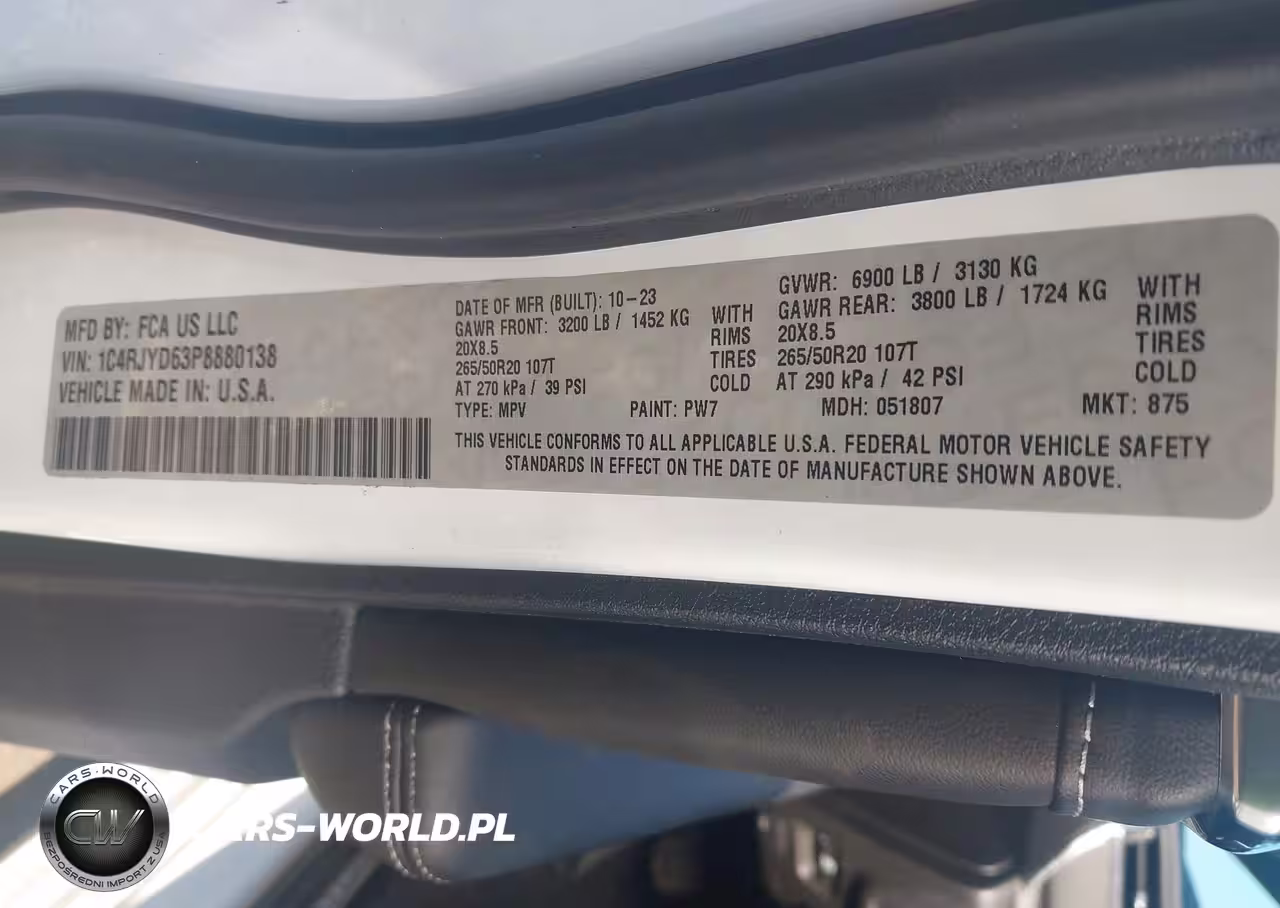 MFD BY: FCA US LLC
VIN: 1C4RJYD63P8880138
VEHICLE MADE IN: U.S.A.
DATE OF MFR (BUILT): 10-23
GAWR FRONT: 3200 LB / 1452 KG WITH
20X8.5 RIMS
265/50R20 107T TIRES
AT 270 kPa / 39 PSI COLD
GVWR: 6900 LB / 3130 KG
GAWR REAR: 3800 LB / 1724 KG WITH
20X8.5 RIMS
265/50R20 107T TIRES
AT 290 kPa / 42 PSI COLD
TYPE: MPV PAINT: PW7 MDH: 051807 MKT: 875
THIS VEHICLE CONFORMS TO ALL APPLICABLE U.S.A. FEDERAL MOTOR VEHICLE SAFETY
STANDARDS IN EFFECT ON THE DATE OF MANUFACTURE SHOWN ABOVE.
CARS-WORLD
CW
BEZPOŚREDNI IMPORT Z USA
CARS-WORLD.PL